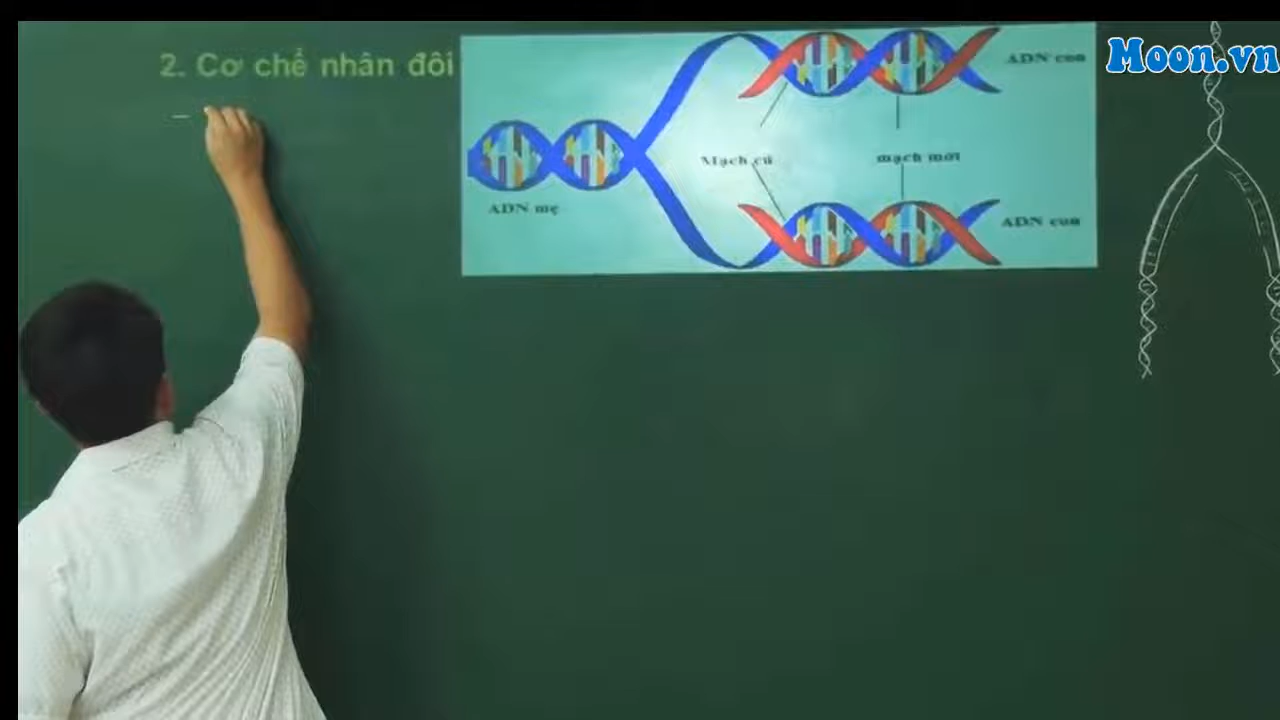 2. Cơ chế nhân đôi
Moon.vn
ADN con
Mạch cũ
mạch mới
ADN mẹ
ADN con